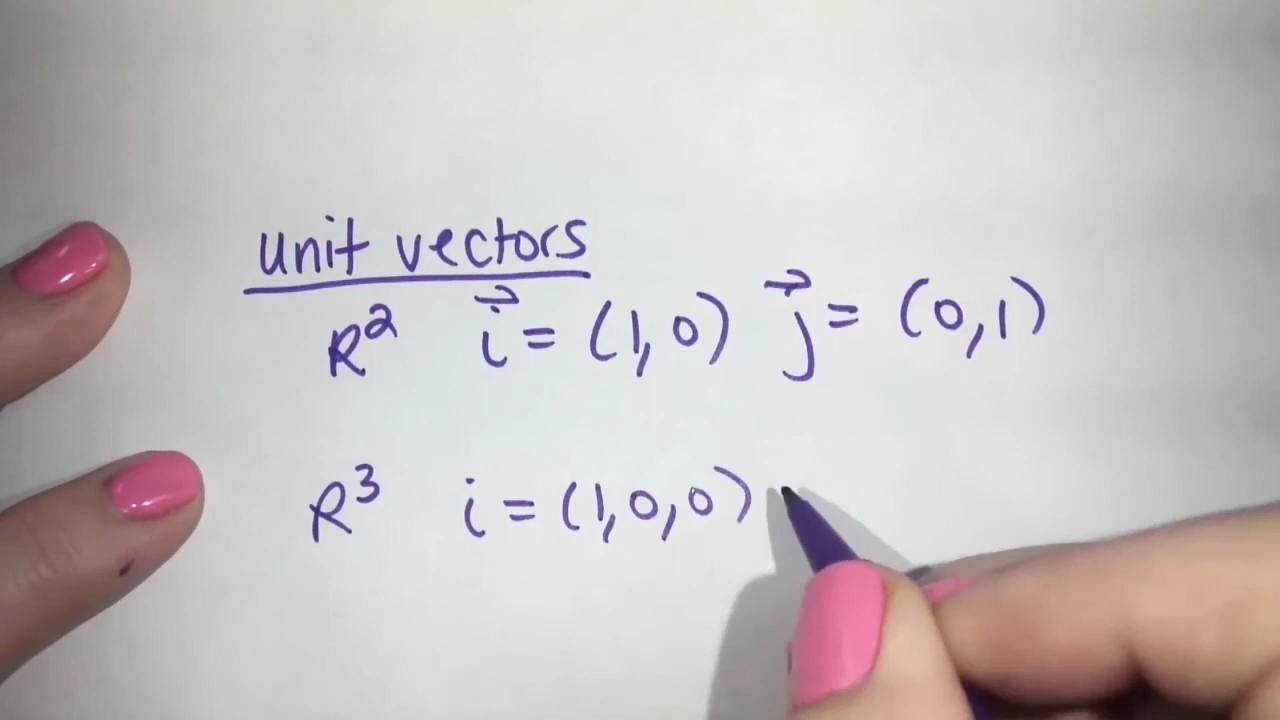 unit vectors
R² i⃗ = (1,0) j⃗ = (0,1)
R³ i = (1,0,0)